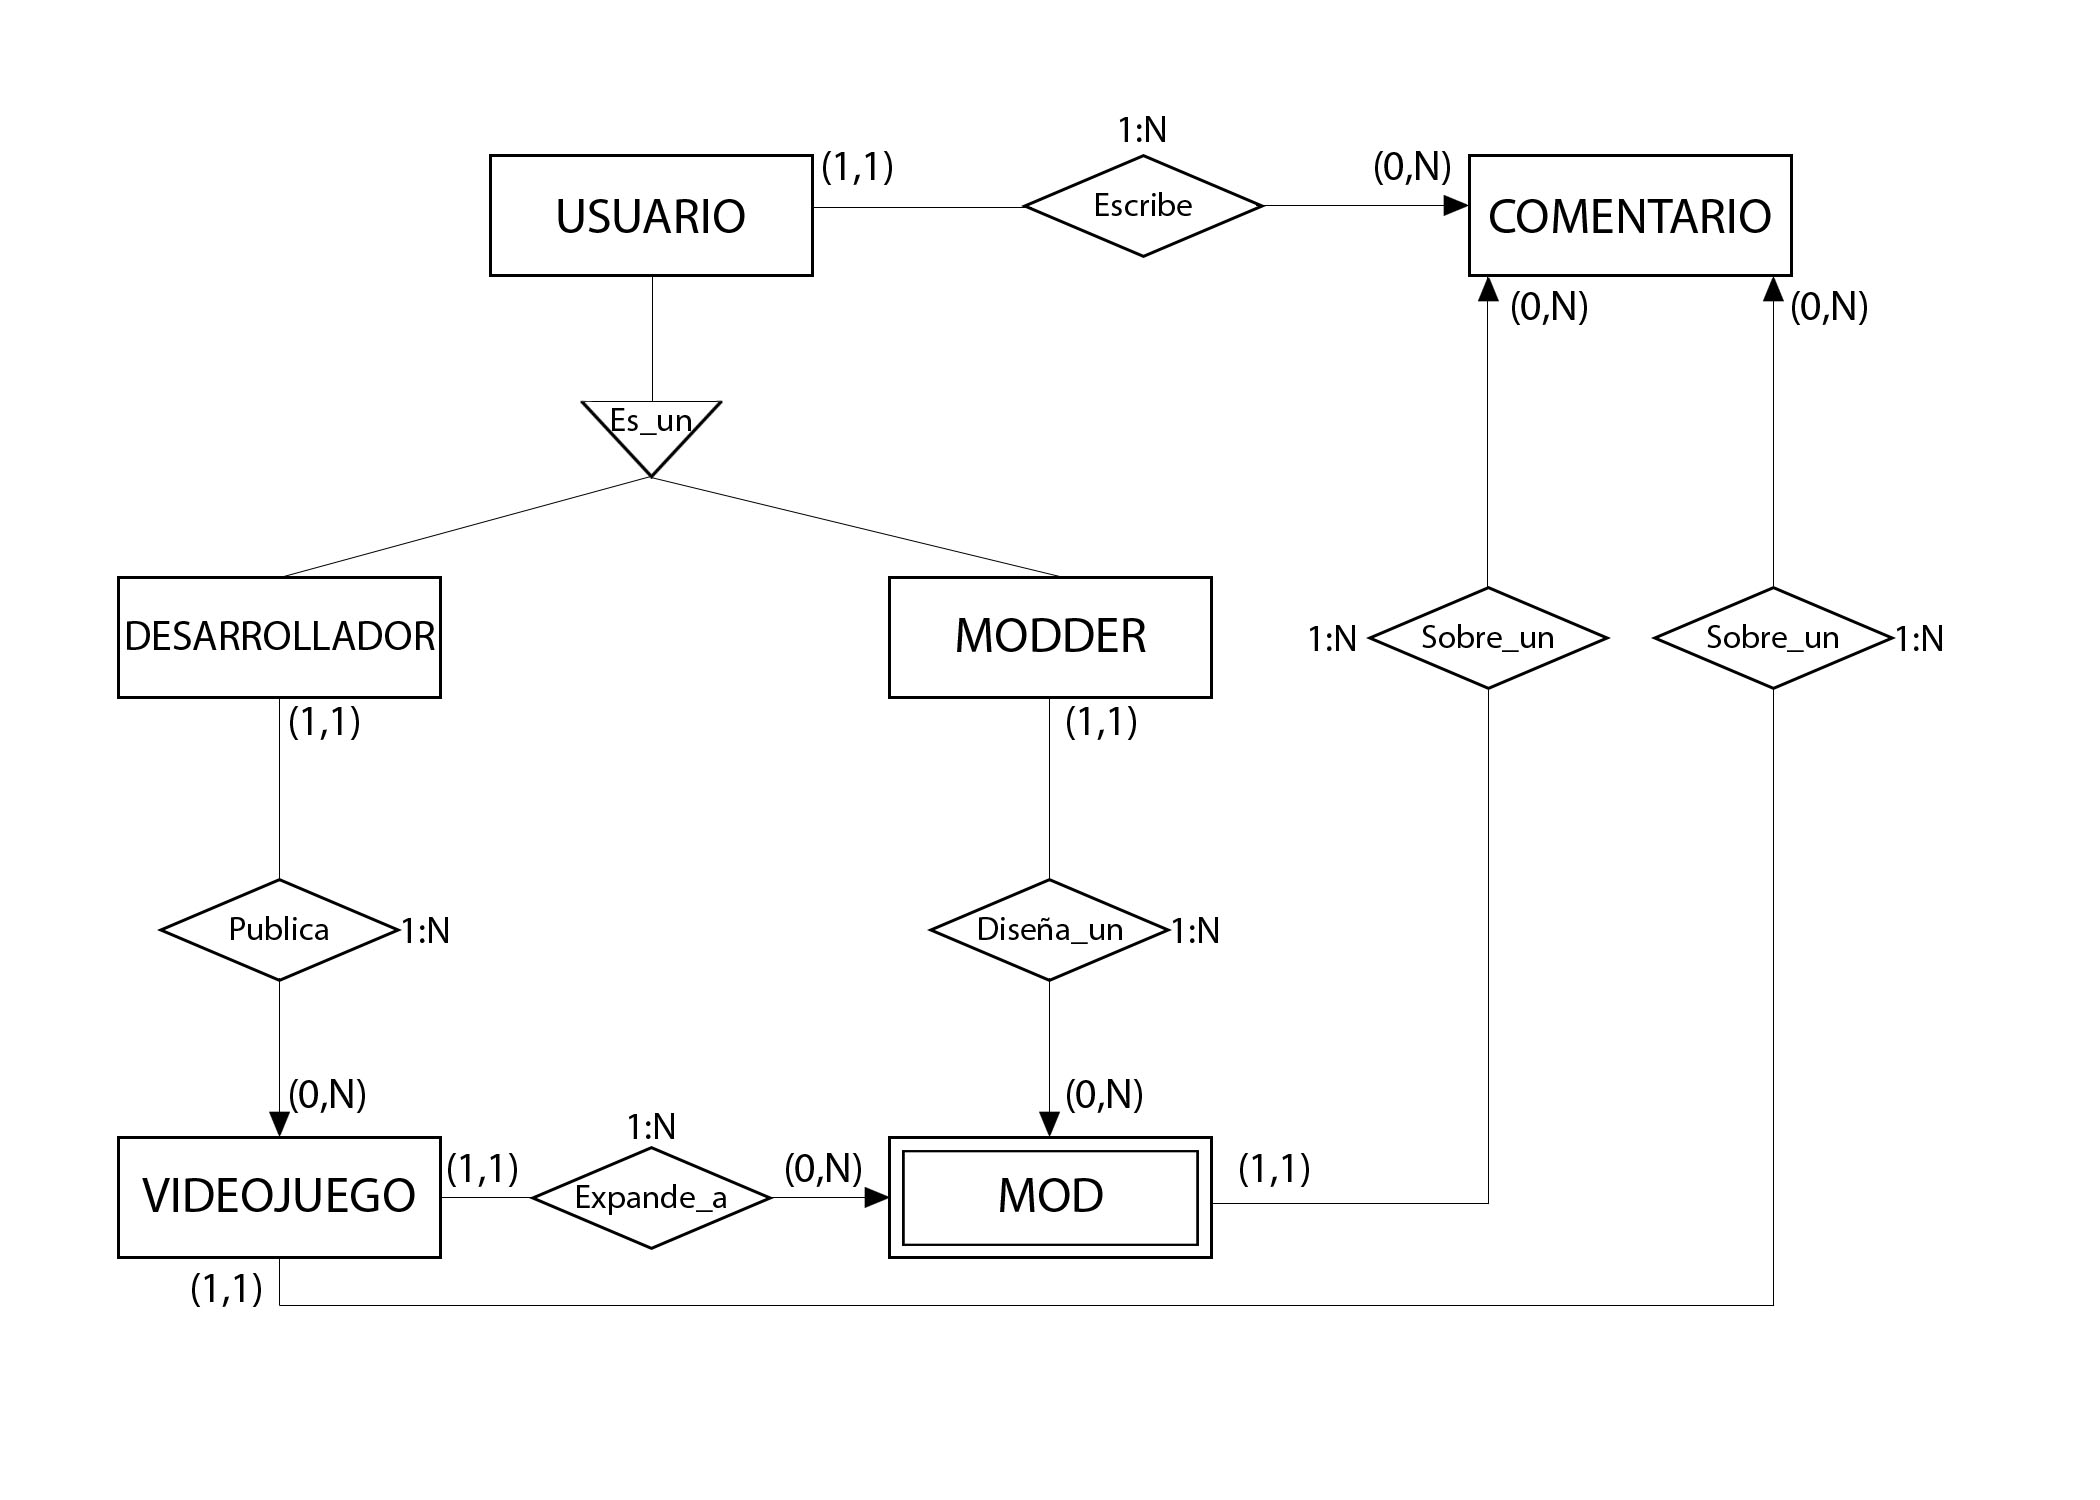 1:N
USUARIO
(1,1)
Escribe
(0,N)
COMENTARIO
(0,N)
(0,N)
Es_un
DESARROLLADOR
MODDER
1:N
Sobre_un
Sobre_un
1:N
(1,1)
(1,1)
Publica
1:N
Diseña_un
1:N
(0,N)
(0,N)
1:N
VIDEOJUEGO
(1,1)
Expande_a
(0,N)
MOD
(1,1)
(1,1)